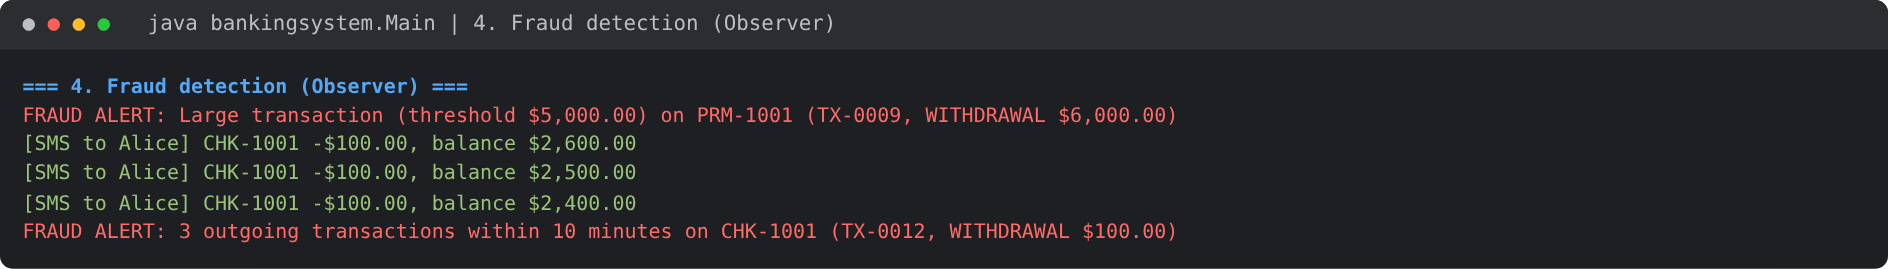 java bankingsystem.Main | 4. Fraud detection (Observer)
=== 4. Fraud detection (Observer) ===
FRAUD ALERT: Large transaction (threshold $5,000.00) on PRM-1001 (TX-0009, WITHDRAWAL $6,000.00)
[SMS to Alice] CHK-1001 -$100.00, balance $2,600.00
[SMS to Alice] CHK-1001 -$100.00, balance $2,500.00
[SMS to Alice] CHK-1001 -$100.00, balance $2,400.00
FRAUD ALERT: 3 outgoing transactions within 10 minutes on CHK-1001 (TX-0012, WITHDRAWAL $100.00)